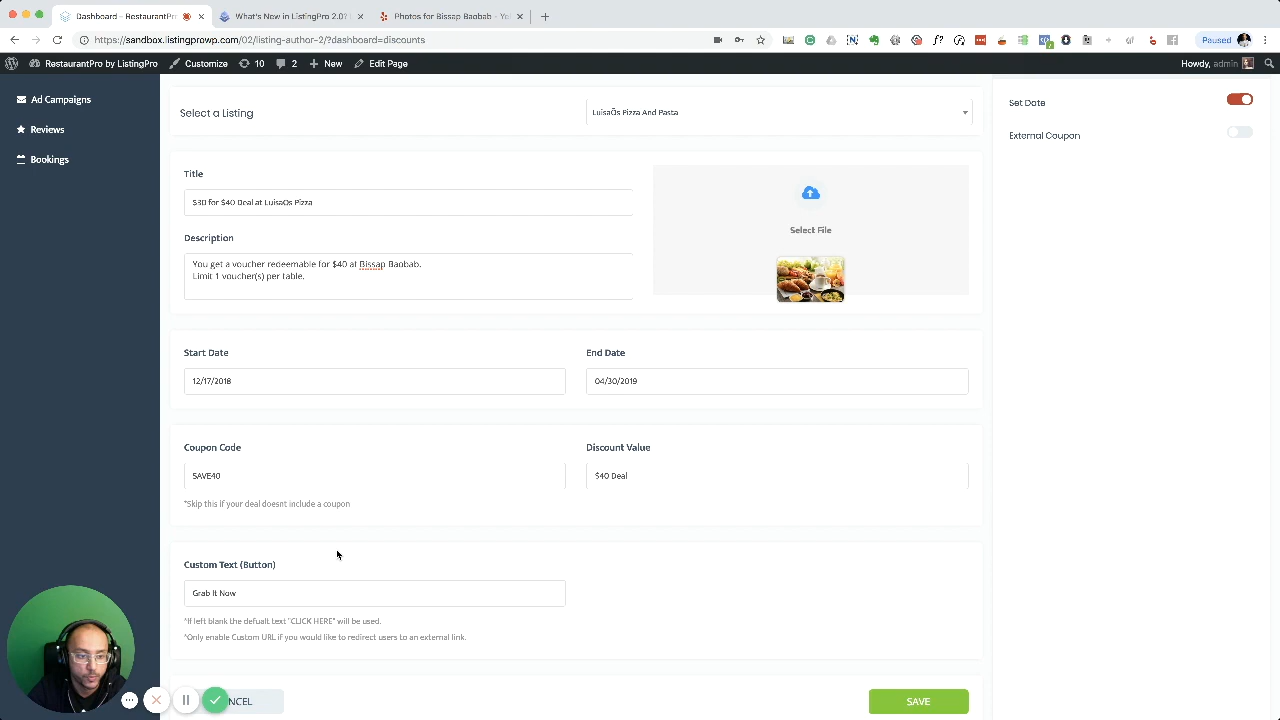 Dashboard - RestaurantPro
What's New in ListingPro 2.0?
Photos for Bissap Baobab - Yel
https://sandbox.listingprowp.com/02/listing-author-2/?dashboard=discounts
Paused
RestaurantPro by ListingPro
Customize
10
2
New
Edit Page
Howdy, admin
Ad Campaigns
Reviews
Bookings
Select a Listing
LuisaÕs Pizza And Pasta
Set Date
External Coupon
Title
$30 for $40 Deal at LuisaÕs Pizza
Select File
Description
You get a voucher redeemable for $40 at Bissap Baobab.
Limit 1 voucher(s) per table.
Start Date
End Date
12/17/2018
04/30/2019
Coupon Code
Discount Value
SAVE40
$40 Deal
*Skip this if your deal doesnt include a coupon
Custom Text (Button)
Grab It Now
*If left blank the defualt text "CLICK HERE" will be used.
*Only enable Custom URL if you would like to redirect users to an external link.
NCEL
SAVE